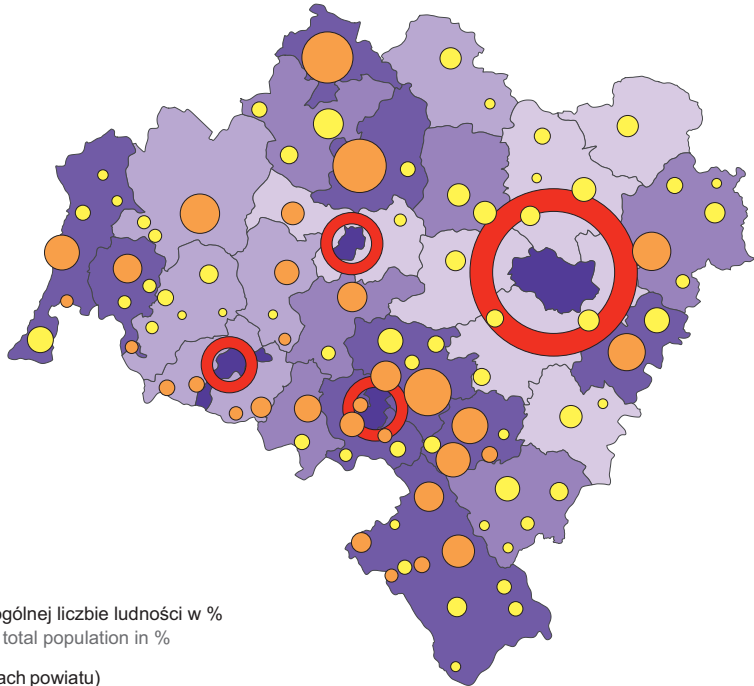 ogólnej liczbie ludności w %
total population in %
ach powiatu)